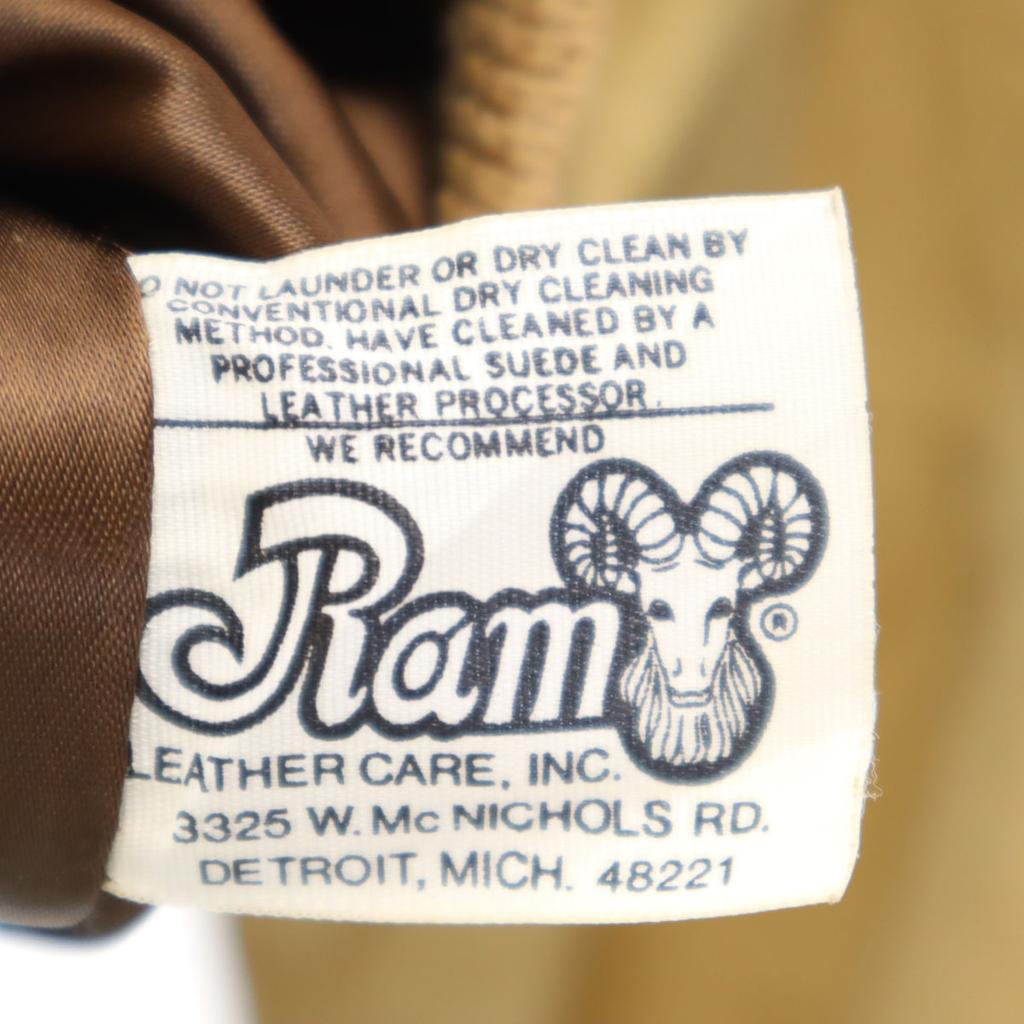 O NOT LAUNDER OR DRY CLEAN BY
CONVENTIONAL DRY CLEANING
METHOD. HAVE CLEANED BY A
PROFESSIONAL SUEDE AND
LEATHER PROCESSOR.
WE RECOMMEND
Ram ®
LEATHER CARE, INC.
3325 W. Mc NICHOLS RD.
DETROIT, MICH. 48221